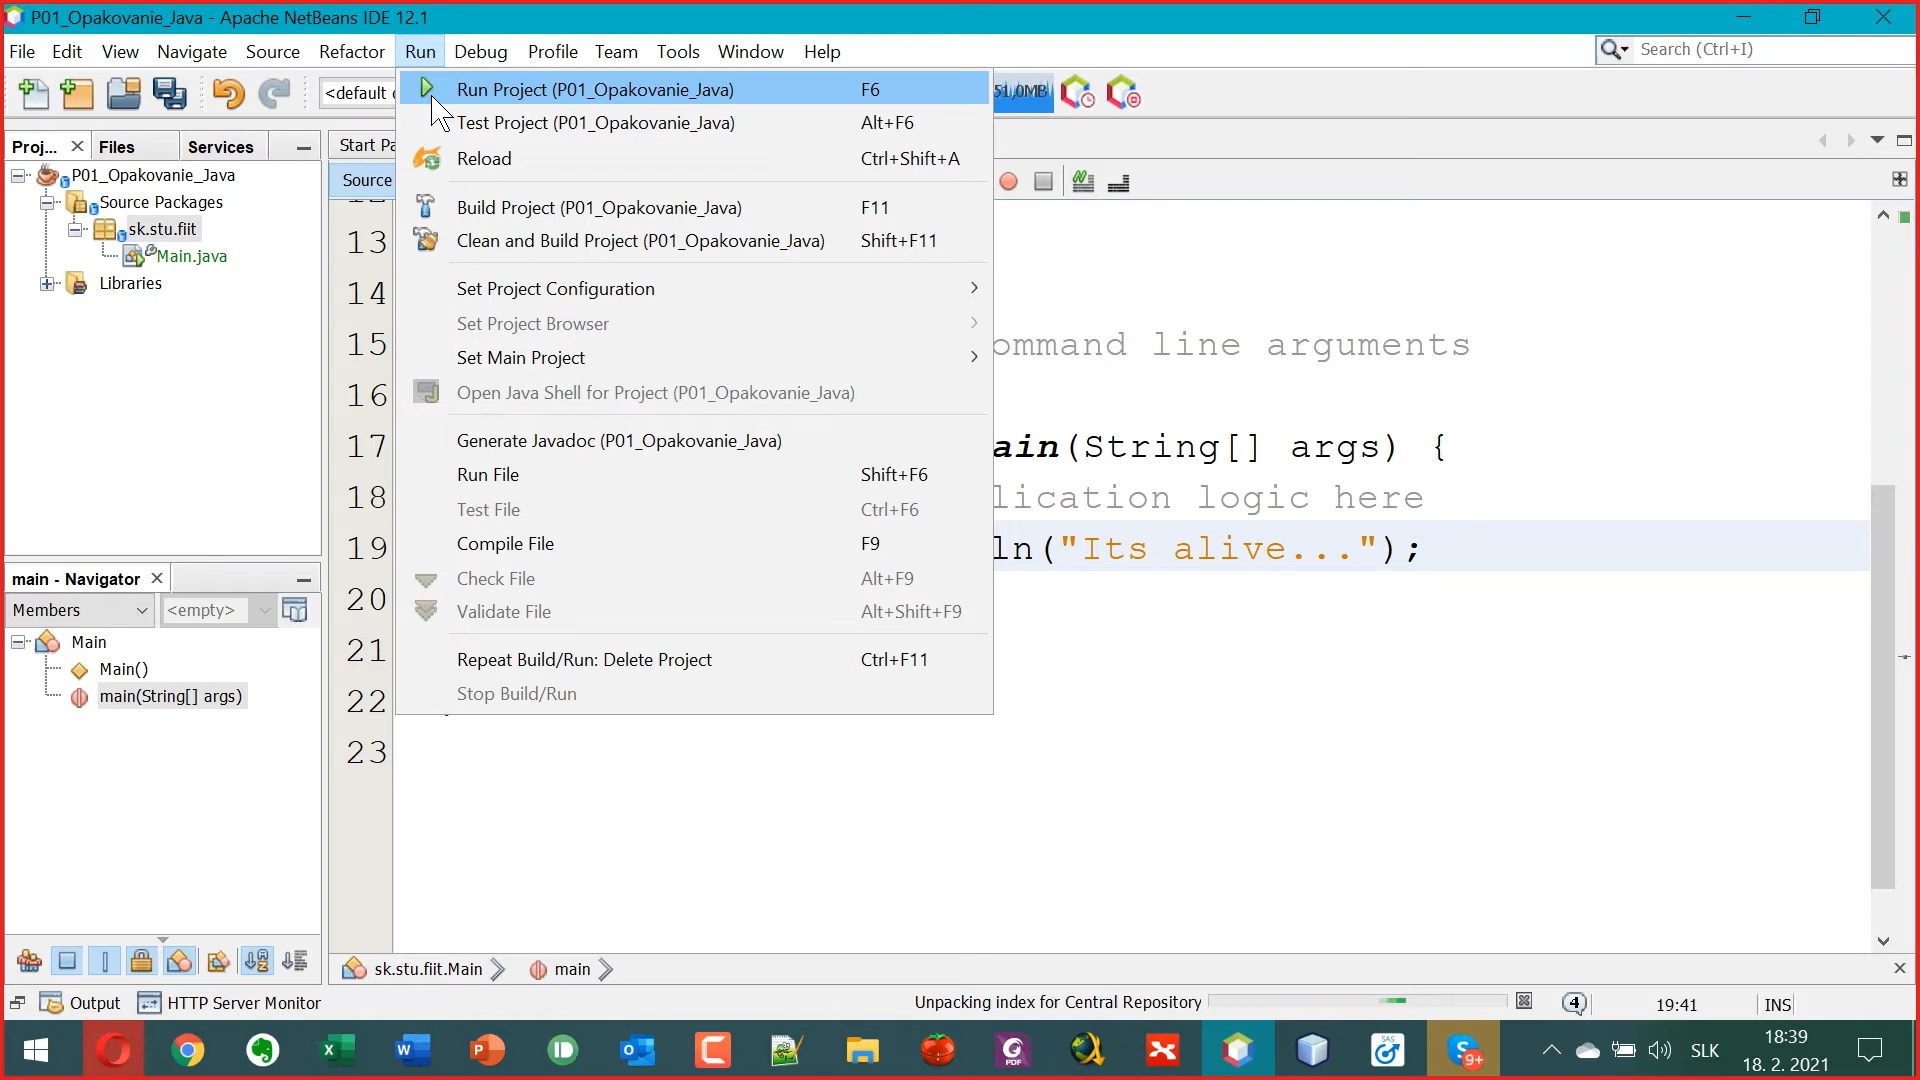 P01_Opakovanie_Java - Apache NetBeans IDE 12.1
File Edit View Navigate Source Refactor Run Debug Profile Team Tools Window Help
Search (Ctrl+I)
<default
51,0MB
Run Project (P01_Opakovanie_Java) F6
Test Project (P01_Opakovanie_Java) Alt+F6
Reload Ctrl+Shift+A
Build Project (P01_Opakovanie_Java) F11
Clean and Build Project (P01_Opakovanie_Java) Shift+F11
Set Project Configuration
Set Project Browser
Set Main Project
Open Java Shell for Project (P01_Opakovanie_Java)
Generate Javadoc (P01_Opakovanie_Java)
Run File Shift+F6
Test File Ctrl+F6
Compile File F9
Check File Alt+F9
Validate File Alt+Shift+F9
Repeat Build/Run: Delete Project Ctrl+F11
Stop Build/Run
Proj... Files Services
P01_Opakovanie_Java
Source Packages
sk.stu.fiit
Main.java
Libraries
main - Navigator
Members <empty>
Main
Main()
main(String[] args)
Start Pa
Source
13
14
15 ommand line arguments
16
17 ain(String[] args) {
18 lication logic here
19 ln("Its alive...");
20
21
22
23
sk.stu.fiit.Main main
Output HTTP Server Monitor
Unpacking index for Central Repository
4
19:41 INS
9+
SLK
18:39
18. 2. 2021